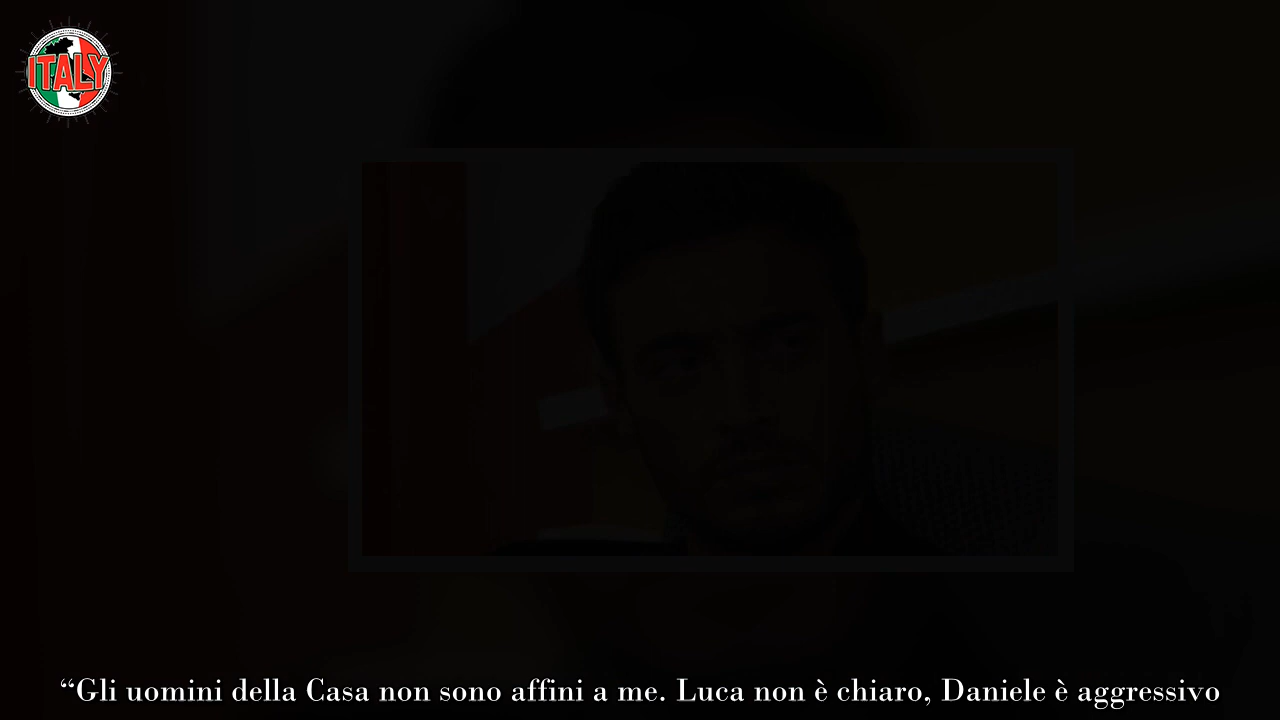 ITALY
“Gli uomini della Casa non sono affini a me. Luca non è chiaro, Daniele è aggressivo